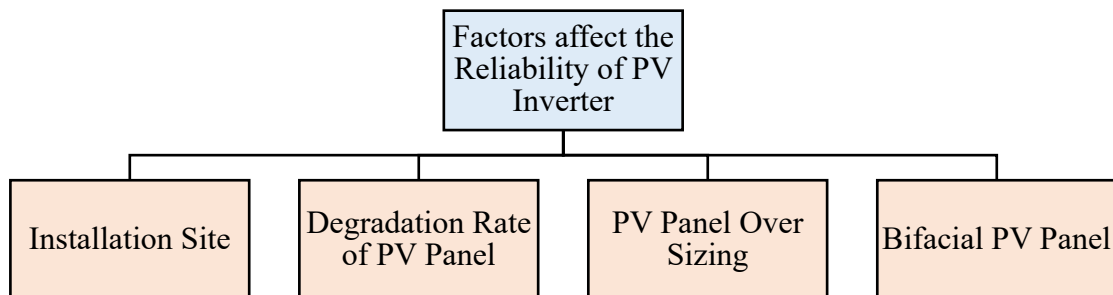 Factors affect the
Reliability of PV
Inverter
Installation Site
Degradation Rate
of PV Panel
PV Panel Over
Sizing
Bifacial PV Panel